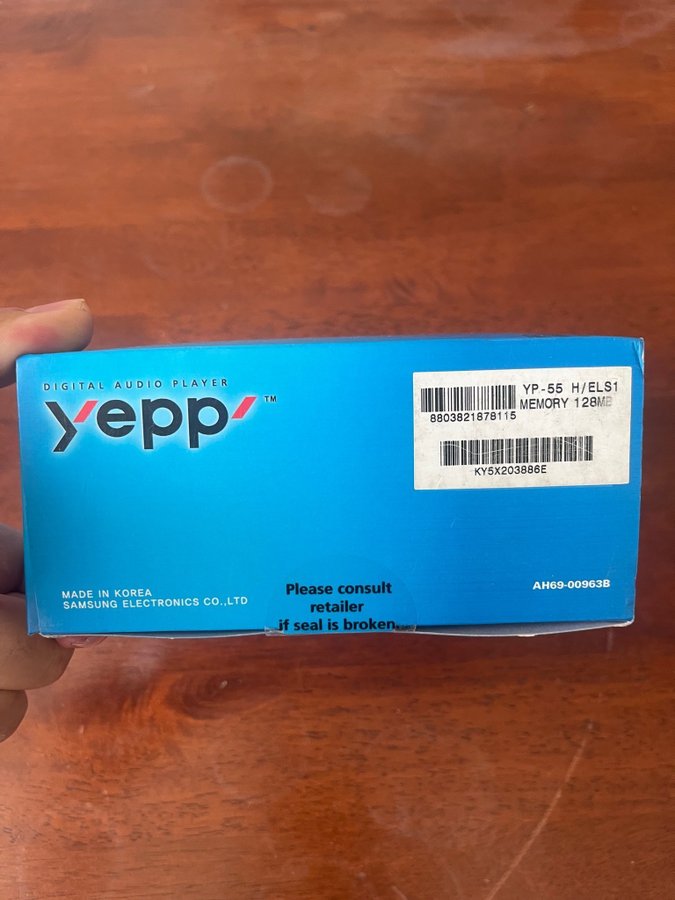 DIGITAL AUDIO PLAYER
yepp TM
YP-55 H/ELS1
MEMORY 128MB
8803821878115
KY5X203886E
MADE IN KOREA
SAMSUNG ELECTRONICS CO.,LTD
Please consult
retailer
if seal is broken.
AH69-00963B